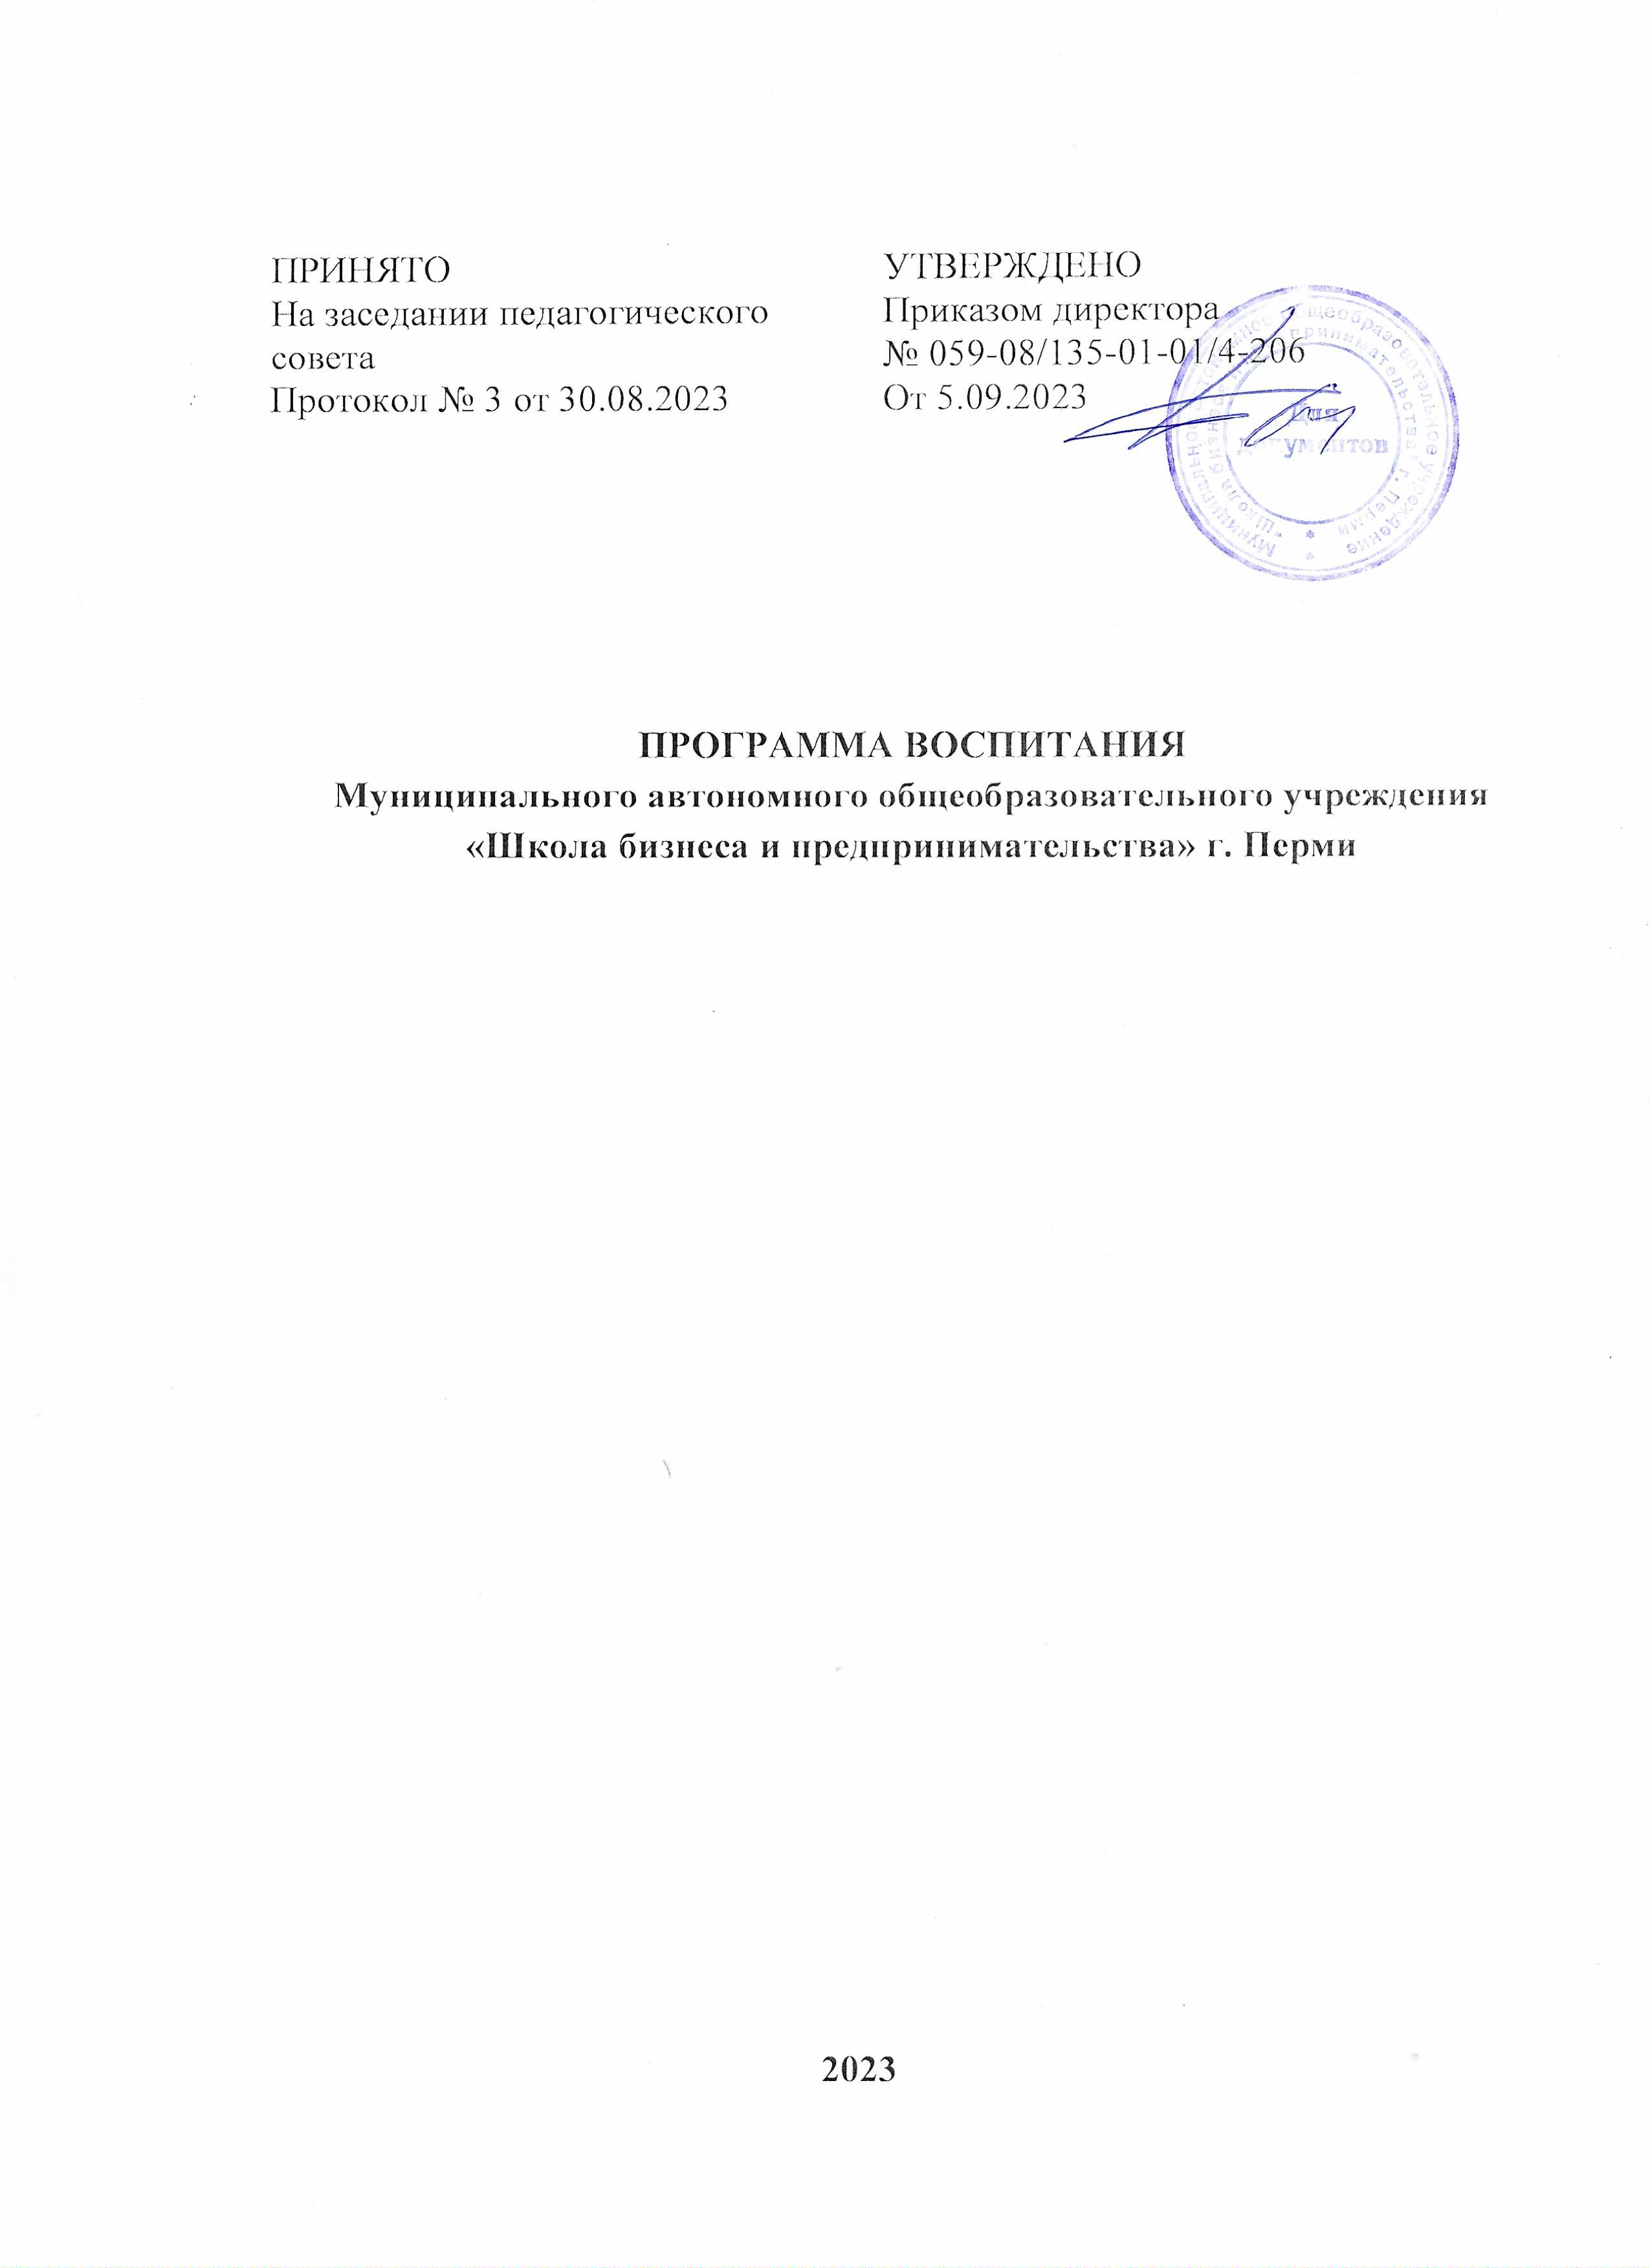 ПРИНЯТО
На заседании педагогического
совета
Протокол № 3 от 30.08.2023
УТВЕРЖДЕНО
Приказом директора
№ 059-08/135-01-01/4-206
От 5.09.2023
Для
документов
ПРОГРАММА ВОСПИТАНИЯ
Муниципального автономного общеобразовательного учреждения
«Школа бизнеса и предпринимательства» г. Перми
2023